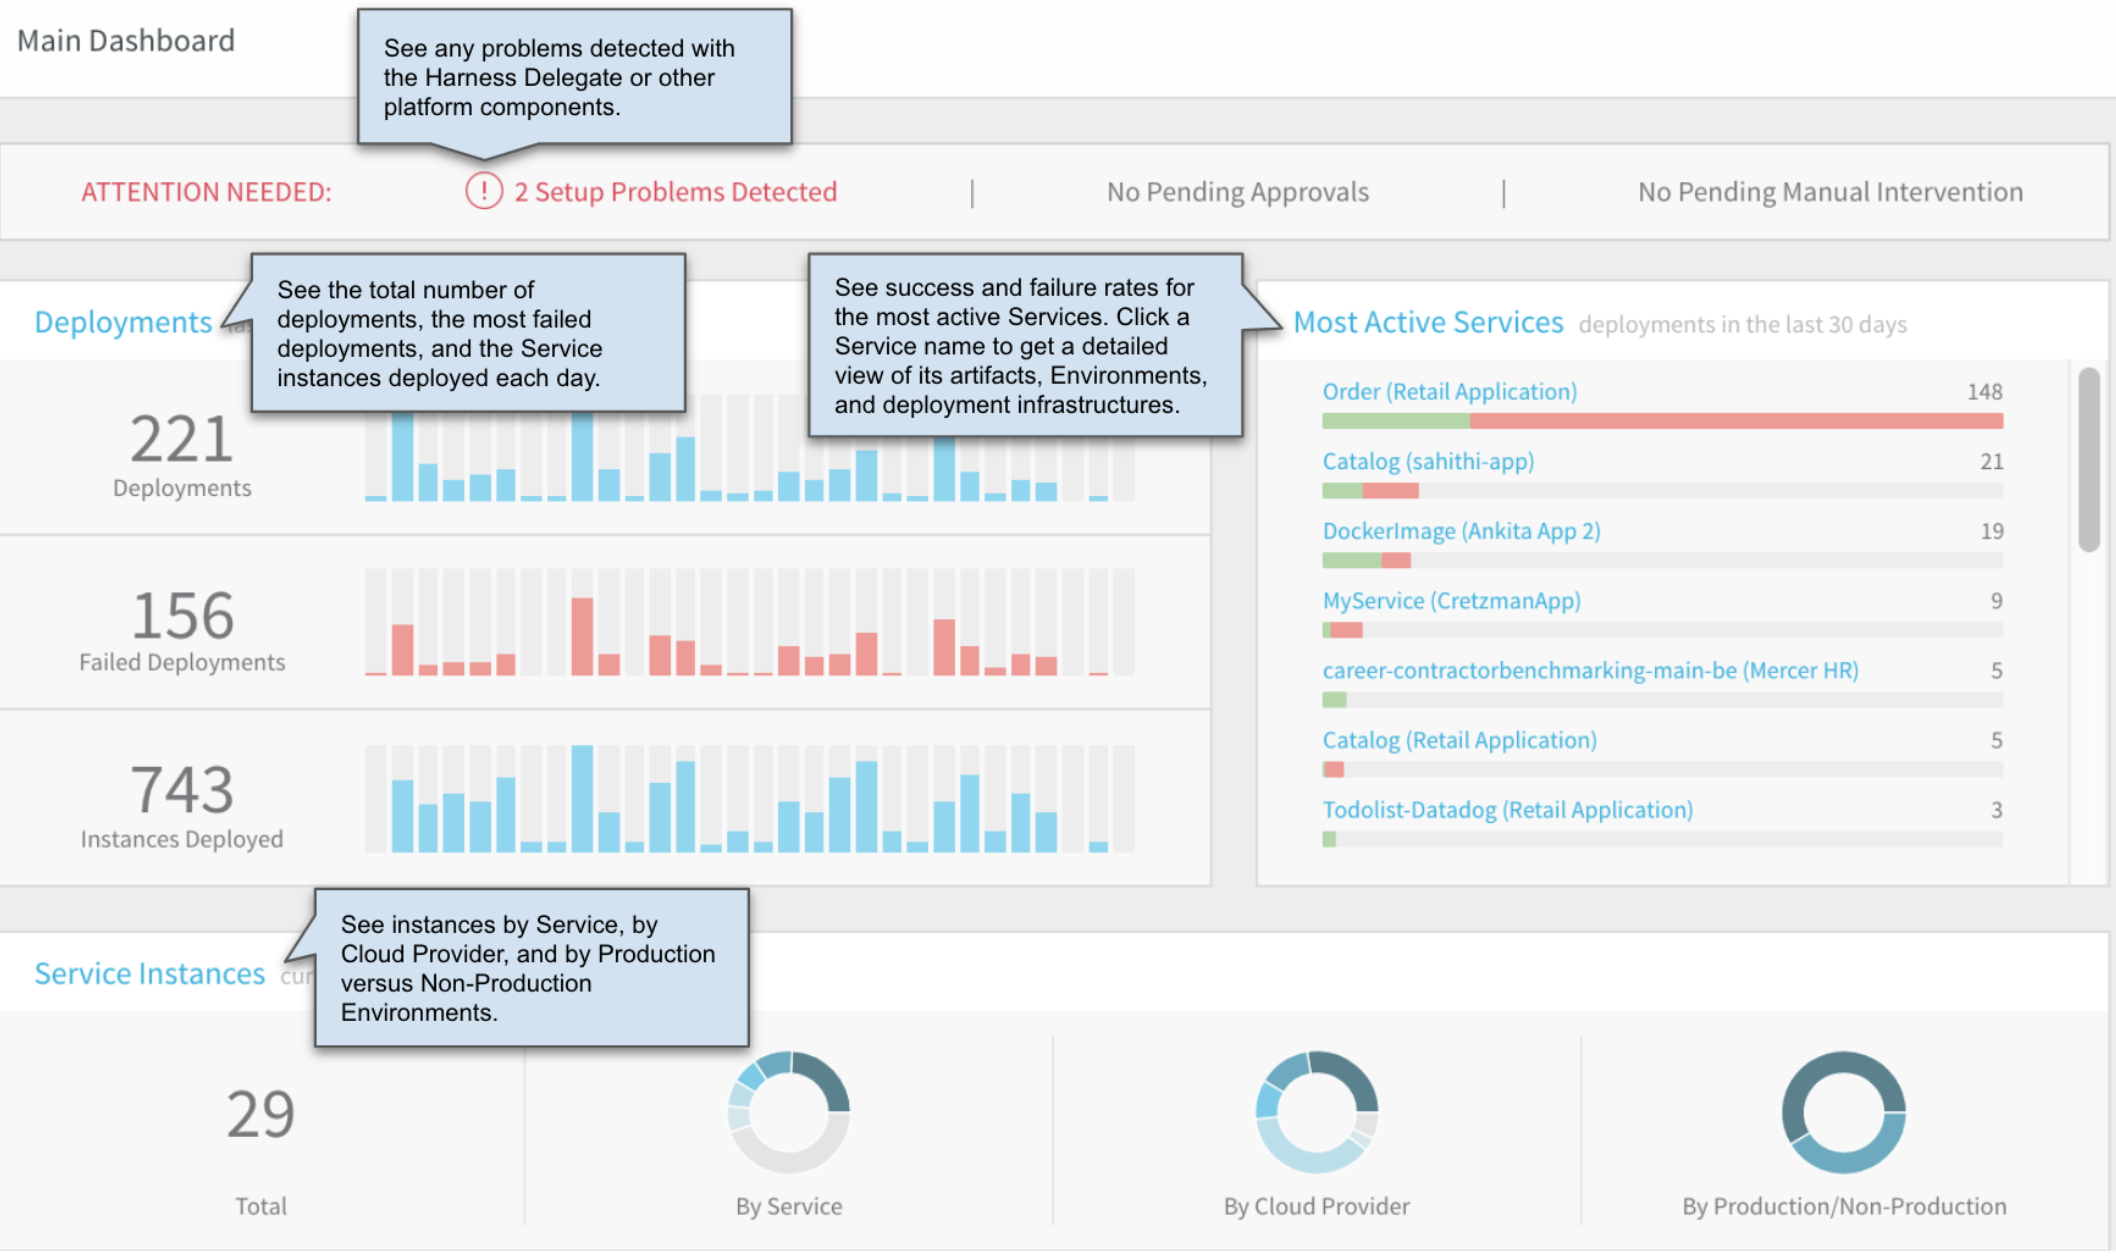 Main Dashboard
See any problems detected with
the Harness Delegate or other
platform components.
ATTENTION NEEDED:
! 2 Setup Problems Detected
|
No Pending Approvals
|
No Pending Manual Intervention
Deployments
See the total number of
deployments, the most failed
deployments, and the Service
instances deployed each day.
221
Deployments
156
Failed Deployments
743
Instances Deployed
See success and failure rates for
the most active Services. Click a
Service name to get a detailed
view of its artifacts, Environments,
and deployment infrastructures.
Most Active Services deployments in the last 30 days
Order (Retail Application) 148
Catalog (sahithi-app) 21
DockerImage (Ankita App 2) 19
MyService (CretzmanApp) 9
career-contractorbenchmarking-main-be (Mercer HR) 5
Catalog (Retail Application) 5
Todolist-Datadog (Retail Application) 3
Service Instances
See instances by Service, by
Cloud Provider, and by Production
versus Non-Production
Environments.
29
Total
By Service
By Cloud Provider
By Production/Non-Production